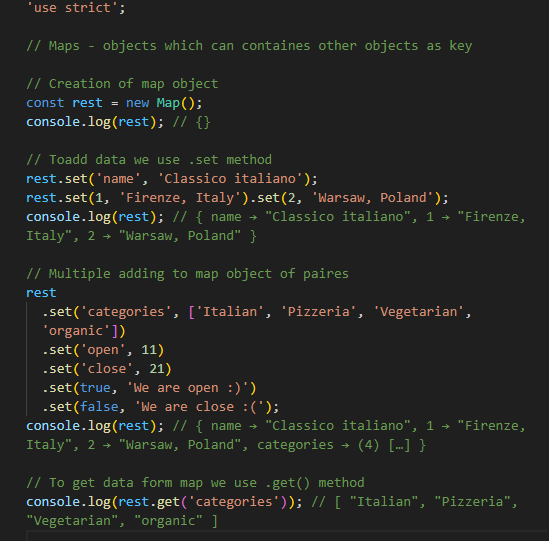 'use strict';
// Maps - objects which can containes other objects as key
// Creation of map object
const rest = new Map();
console.log(rest); // {}
// Toadd data we use .set method
rest.set('name', 'Classico italiano');
rest.set(1, 'Firenze, Italy').set(2, 'Warsaw, Poland');
console.log(rest); // { name → "Classico italiano", 1 → "Firenze,
Italy", 2 → "Warsaw, Poland" }
// Multiple adding to map object of paires
rest
.set('categories', ['Italian', 'Pizzeria', 'Vegetarian',
'organic'])
.set('open', 11)
.set('close', 21)
.set(true, 'We are open :)')
.set(false, 'We are close :(');
console.log(rest); // { name → "Classico italiano", 1 → "Firenze,
Italy", 2 → "Warsaw, Poland", categories → (4) […] }
// To get data form map we use .get() method
console.log(rest.get('categories')); // [ "Italian", "Pizzeria",
"Vegetarian", "organic" ]